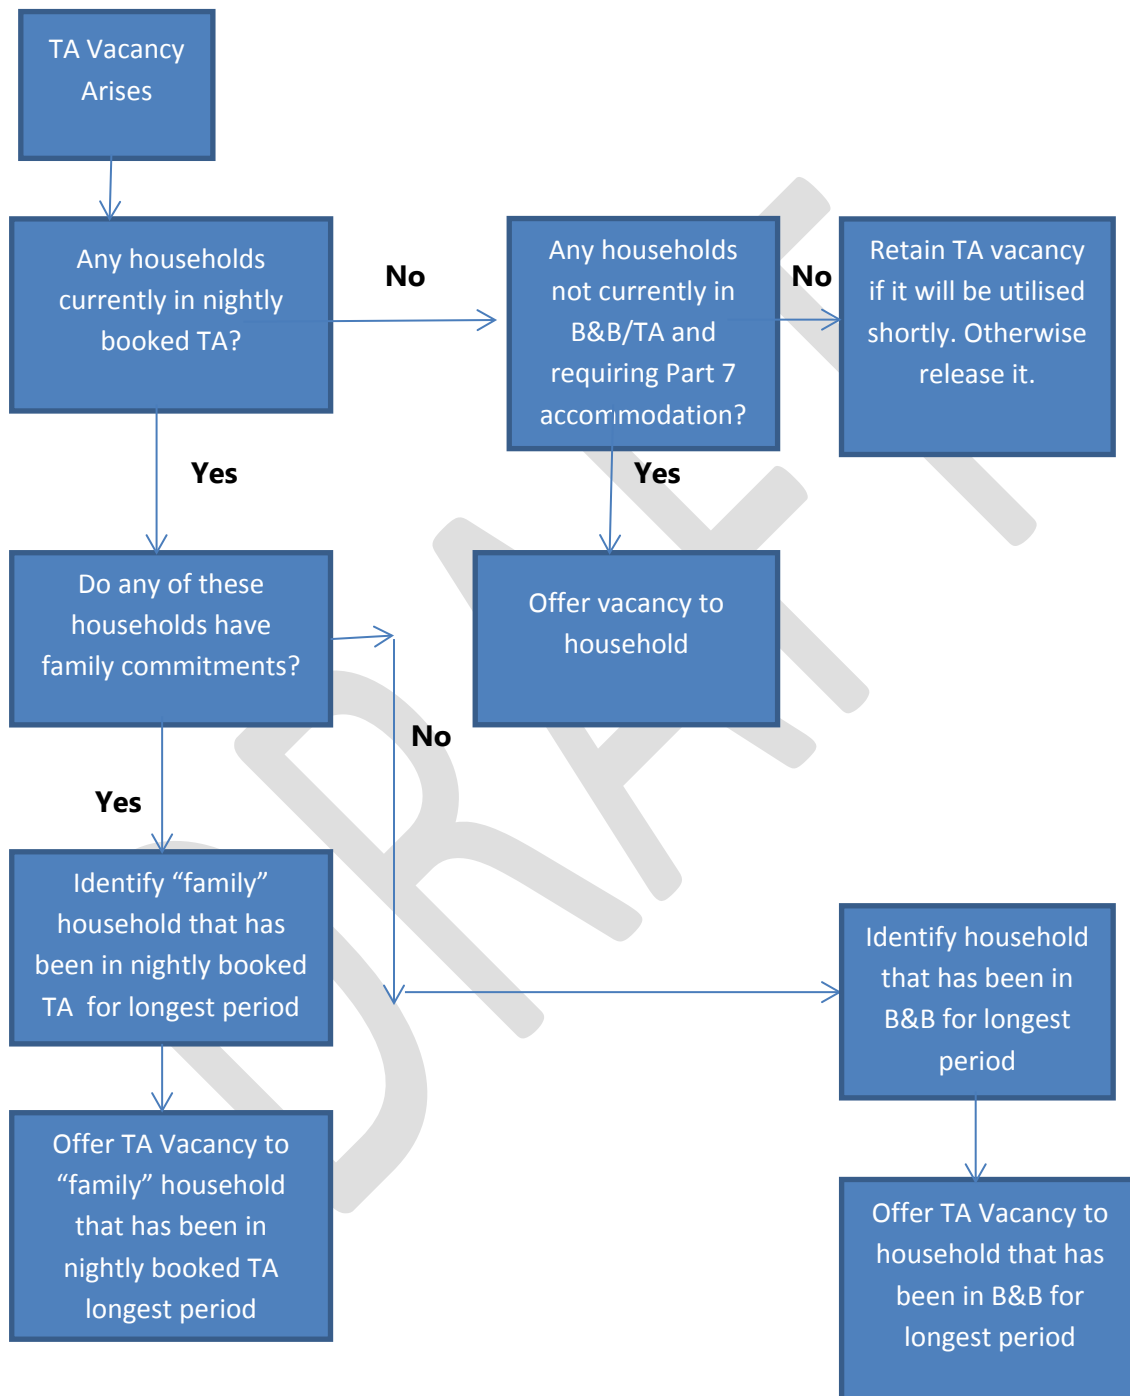 TA Vacancy
Arises
Any households
currently in nightly
booked TA?
No
Any households
not currently in
B&B/TA and
requiring Part 7
accommodation?
No
Retain TA vacancy
if it will be utilised
shortly. Otherwise
release it.
Yes
Yes
Do any of these
households have
family commitments?
Offer vacancy to
household
No
Yes
Identify “family”
household that has
been in nightly booked
TA  for longest period
Identify household
that has been in
B&B for longest
period
Offer TA Vacancy to
“family” household
that has been in
nightly booked TA
longest period
Offer TA Vacancy to
household that has
been in B&B for
longest period
DRAFT